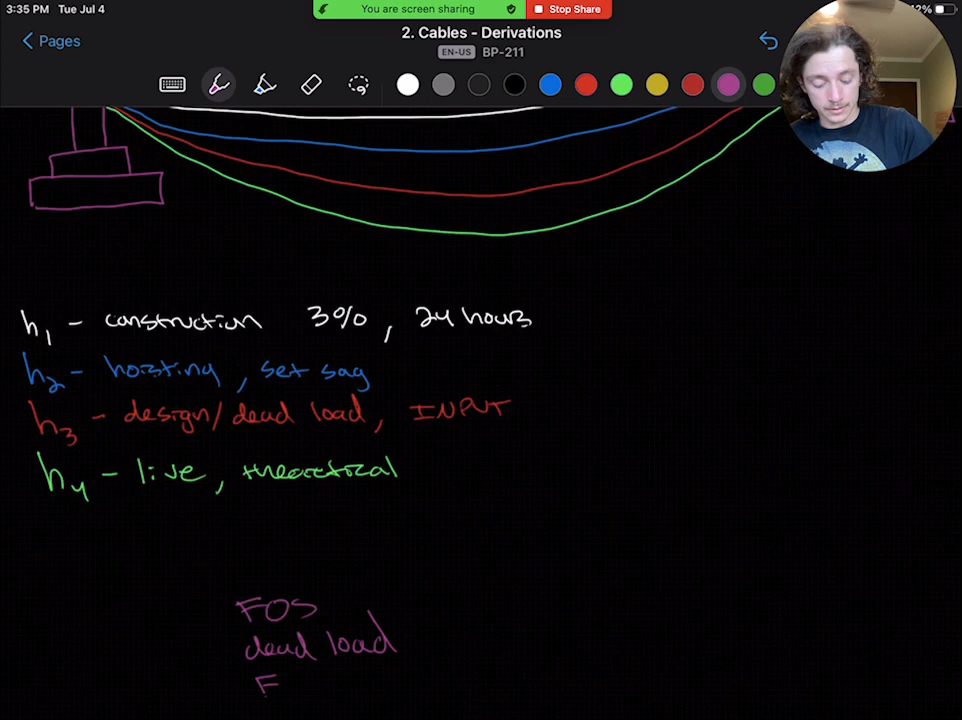 3:35 PM Tue Jul 4
You are screen sharing
Stop Share
2%
Pages
2. Cables - Derivations
EN-US BP-211
h1 - construction 3%, 24 hours
h2 - hoisting, set sag
h3 - design/dead load, INPUT
h4 - live, theoretical
FOS
dead load
F